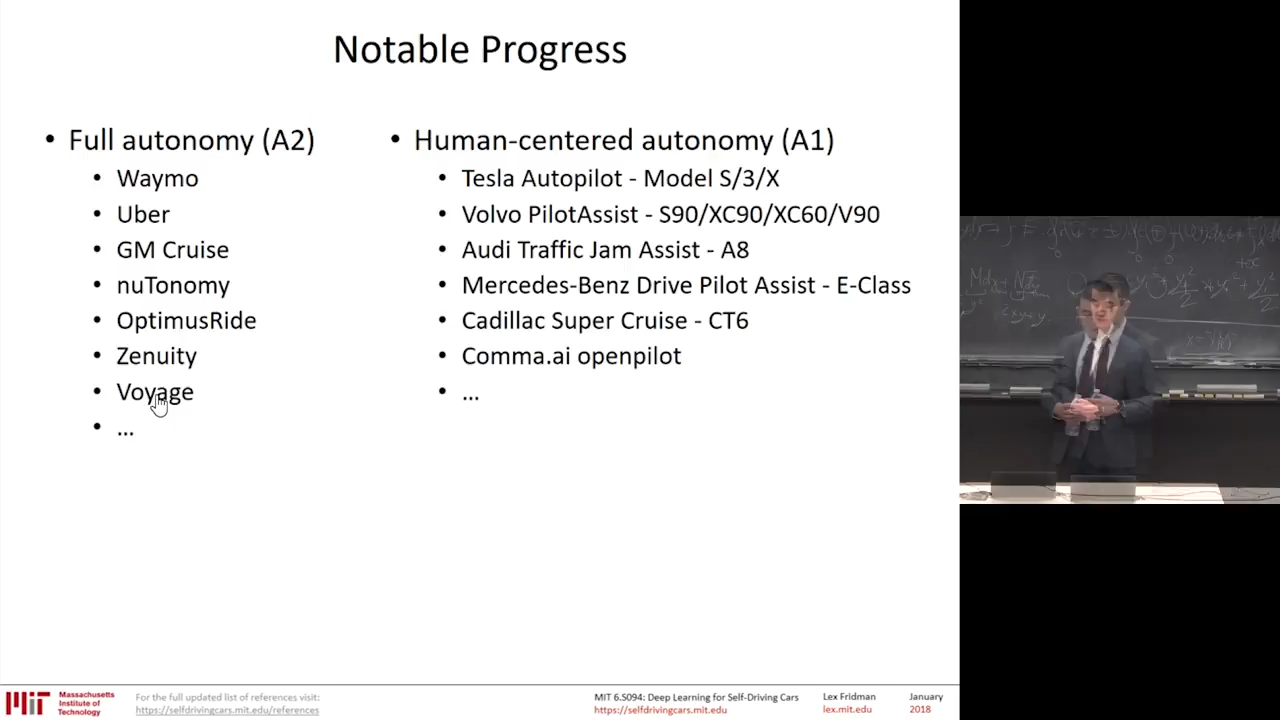 Notable Progress
• Full autonomy (A2)
• Waymo
• Uber
• GM Cruise
• nuTonomy
• OptimusRide
• Zenuity
• Voyage
• ...
• Human-centered autonomy (A1)
• Tesla Autopilot - Model S/3/X
• Volvo PilotAssist - S90/XC90/XC60/V90
• Audi Traffic Jam Assist - A8
• Mercedes-Benz Drive Pilot Assist - E-Class
• Cadillac Super Cruise - CT6
• Comma.ai openpilot
• ...
Massachusetts
Institute of
Technology
For the full updated list of references visit:
https://selfdrivingcars.mit.edu/references
MIT 6.S094: Deep Learning for Self-Driving Cars
https://selfdrivingcars.mit.edu
Lex Fridman
lex.mit.edu
January
2018